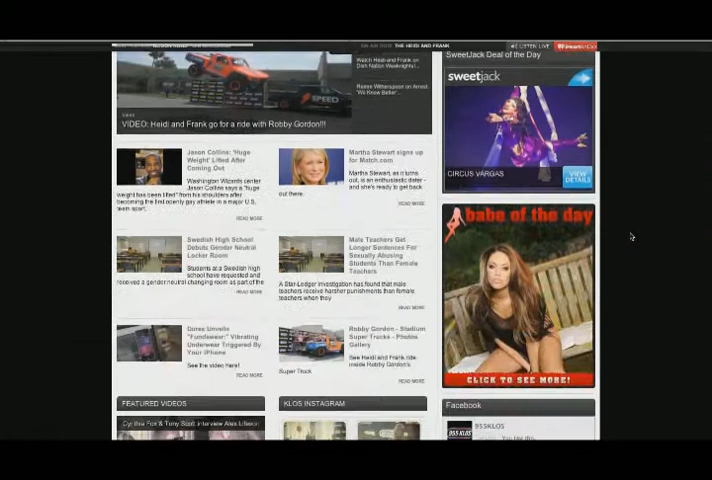 THE HEIDI AND FRANK
LISTEN LIVE
Watch Heidi and Frank on
Dish Nation Weeknights!...
Reese Witherspoon on Arrest,
"We Know Better"...
SPEED
VIDEO: Heidi and Frank go for a ride with Robby Gordon!!!
Jason Collins: 'Huge
Weight' Lifted After
Coming Out
Washington Wizards center
Jason Collins says a "huge
weight has been lifted" from his shoulders after
becoming the first openly gay athlete in a major U.S.
team sport.
READ MORE
Martha Stewart signs up
for Match.com
Martha Stewart, as it turns
out, is an enthusiastic dater -
and she's ready to get back
out there.
READ MORE
Swedish High School
Debuts Gender Neutral
Locker Room
Students at a Swedish high
school have requested and
received a gender neutral changing room as part of the
READ MORE
Male Teachers Get
Longer Sentences For
Sexually Abusing
Students Than Female
Teachers
A Star-Ledger investigation has found that male
teachers receive harsher punishments than female
teachers when they
READ MORE
Durex Unveils
"Fundawear:" Vibrating
Underwear Triggered By
Your iPhone
See the video here!
READ MORE
Robby Gordon - Stadium
Super Trucks - Photos
Gallery
See Heidi and Frank ride
inside Robby Gordon's
Super Truck
READ MORE
FEATURED VIDEOS
Cynthia Fox & Tony Scott interview Alex Lifeson
KLOS INSTAGRAM
SweetJack Deal of the Day
sweetjack
CIRCUS VARGAS
VIEW
DETAILS
babe of the day
CLICK TO SEE MORE!
Facebook
955 KLOS
955KLOS